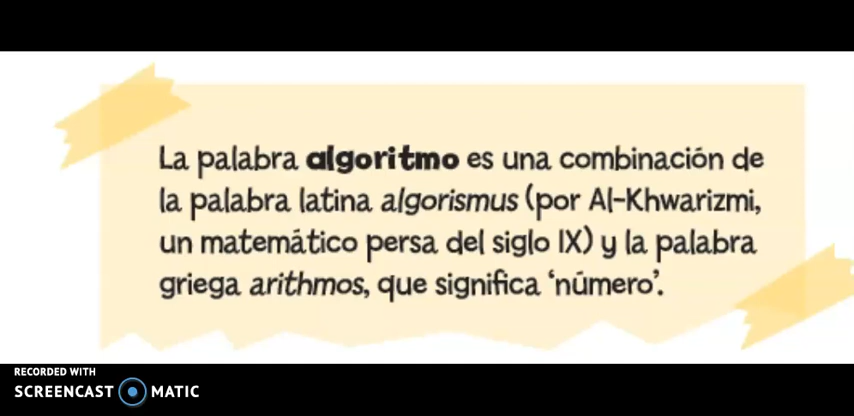 La palabra algoritmo es una combinación de
la palabra latina algorismus (por Al-Khwarizmi,
un matemático persa del siglo IX) y la palabra
griega arithmos, que significa ‘número’.
RECORDED WITH
SCREENCAST MATIC